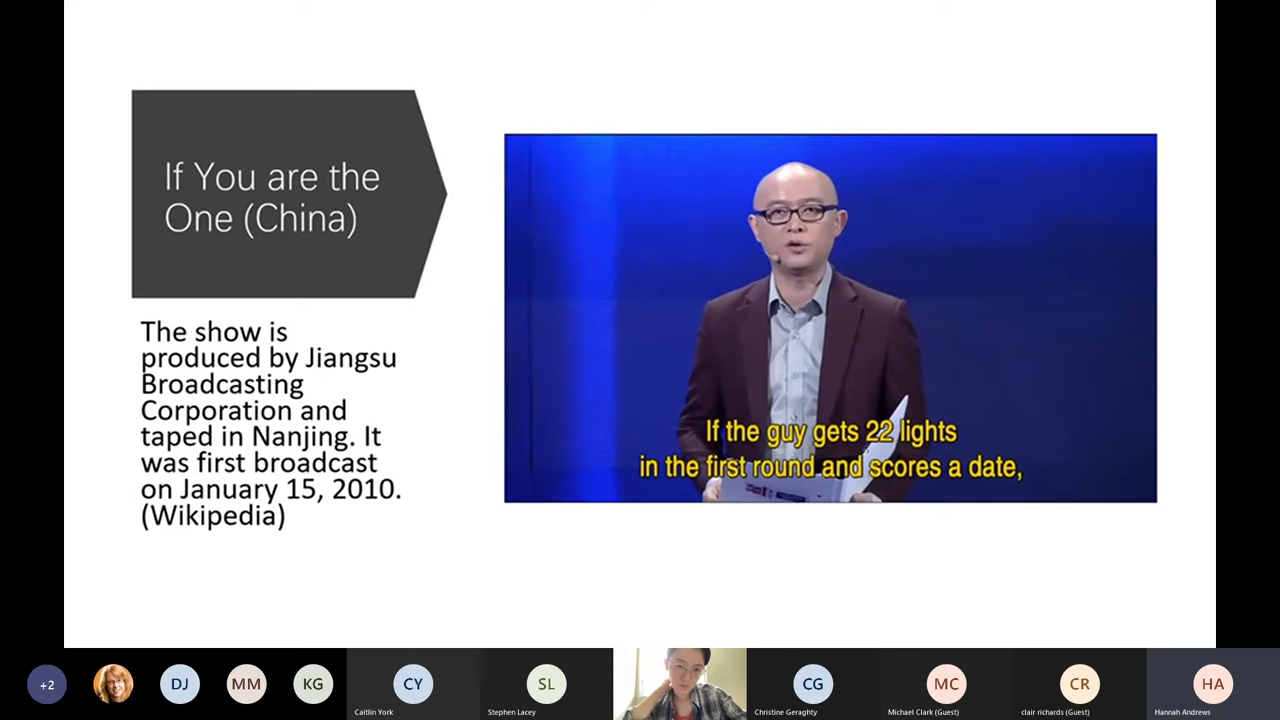 If You are the
One (China)
The show is
produced by Jiangsu
Broadcasting
Corporation and
taped in Nanjing. It
was first broadcast
on January 15, 2010.
(Wikipedia)
If the guy gets 22 lights
in the first round and scores a date,
+2
DJ
MM
KG
CY
Caitlin York
SL
Stephen Lacey
CG
Christine Geraghty
MC
Michael Clark (Guest)
CR
clair richards (Guest)
HA
Hannah Andrews